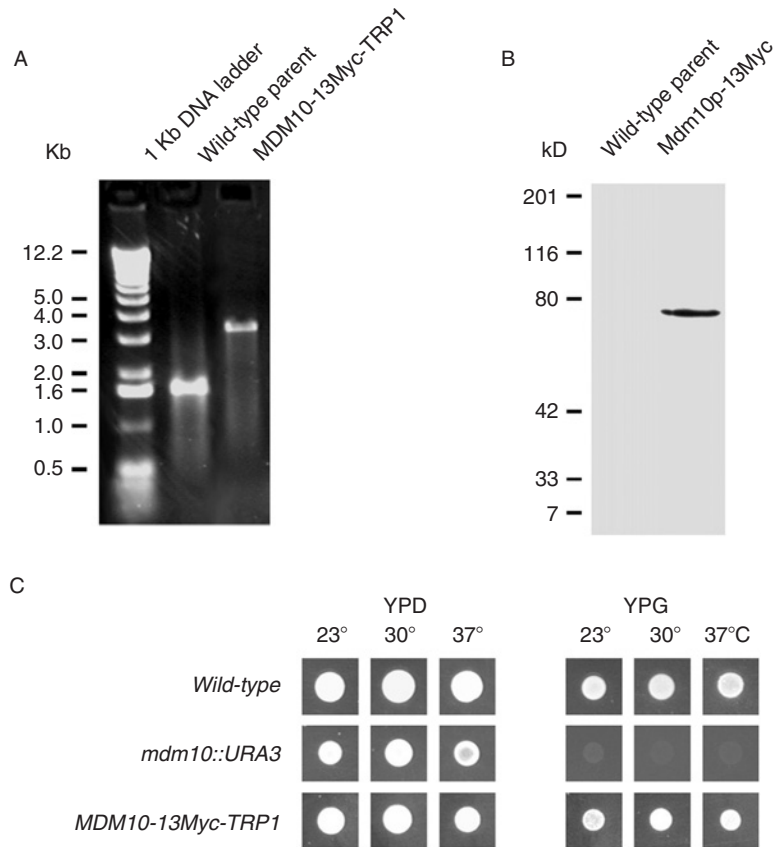 A
1 Kb DNA ladder
Wild-type parent
MDM10-13Myc-TRP1
Kb
12.2
5.0
4.0
3.0
2.0
1.6
1.0
0.5
B
Wild-type parent
Mdm10p-13Myc
kD
201
116
80
42
33
7
C
YPD YPG
23° 30° 37° 23° 30° 37°C
Wild-type
mdm10::URA3
MDM10-13Myc-TRP1